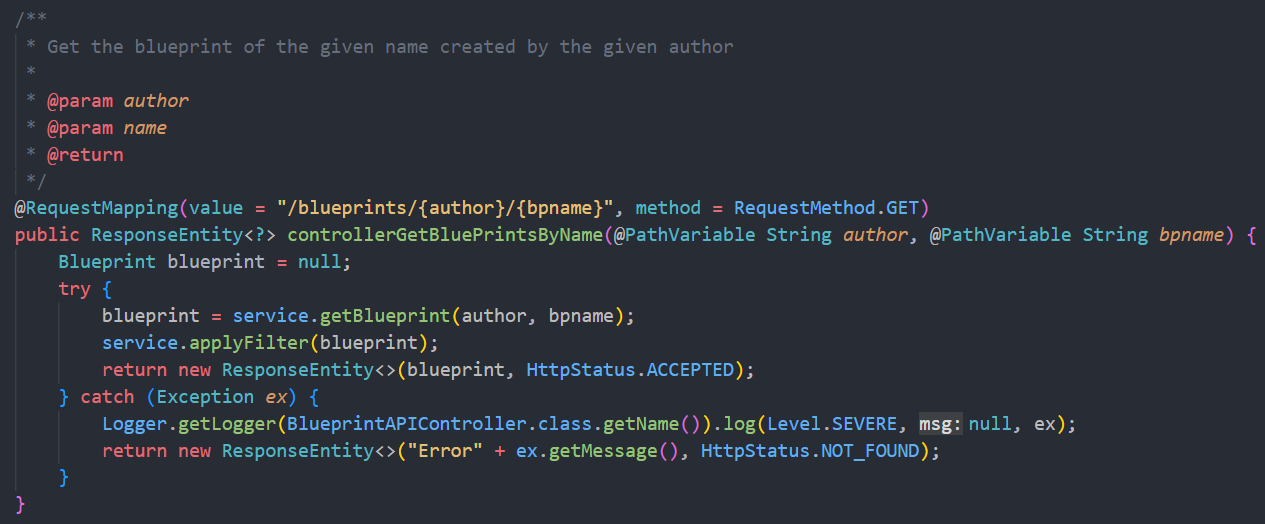 /**
 * Get the blueprint of the given name created by the given author
 *
 * @param author
 * @param name
 * @return
 */
@RequestMapping(value = "/blueprints/{author}/{bpname}", method = RequestMethod.GET)
public ResponseEntity<?> controllerGetBluePrintsByName(@PathVariable String author, @PathVariable String bpname) {
    Blueprint blueprint = null;
    try {
        blueprint = service.getBlueprint(author, bpname);
        service.applyFilter(blueprint);
        return new ResponseEntity<>(blueprint, HttpStatus.ACCEPTED);
    } catch (Exception ex) {
        Logger.getLogger(BlueprintAPIController.class.getName()).log(Level.SEVERE, msg: null, ex);
        return new ResponseEntity<>("Error" + ex.getMessage(), HttpStatus.NOT_FOUND);
    }
}